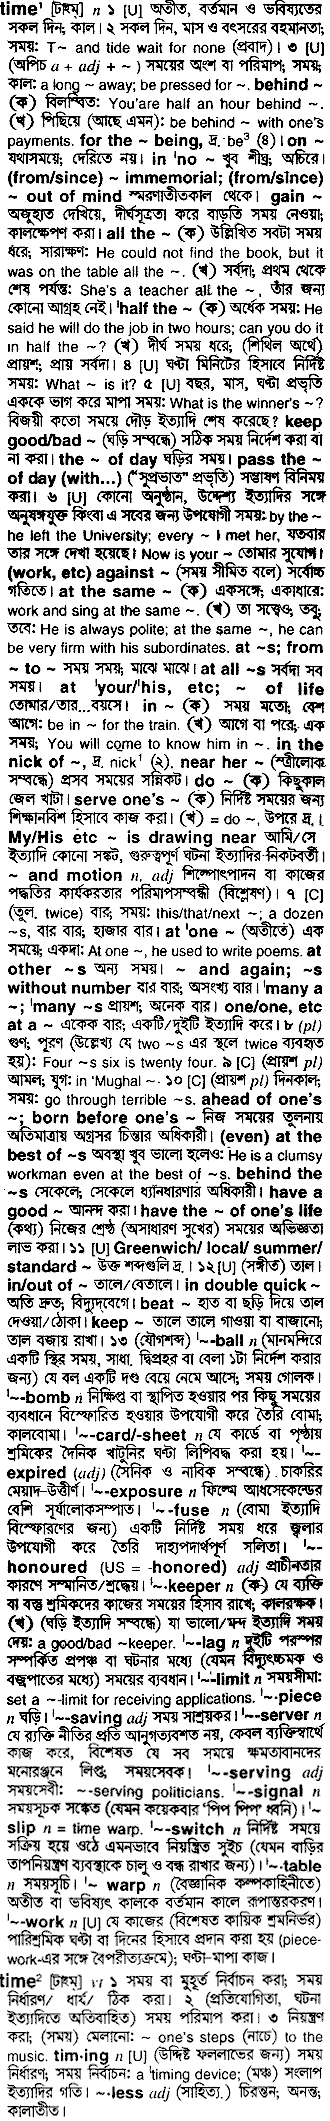 time¹ [টাইম্] n ১ [U] অতীত, বর্তমান ও ভবিষ্যতের
সকল দিন; কাল। ২ সকল দিন, মাস ও বৎসরের বহমানতা;
সময়: T~ and tide wait for none (প্রবাদ)। ৩ [U]
(অপিচ a + adj + ~ ) সময়ের অংশ বা পরিমাপ; সময়;
কাল: a long ~ away; be pressed for ~. behind ~
(ক) বিলম্বিত: You'are half an hour behind ~.
(খ) পিছিয়ে (আছে এমন): be behind ~ with one's
payments. for the ~ being, দ্র. be³ (৪)। on ~
যথাসময়ে; দেরিতে নয়। in ˈno ~ খুব শীঘ্র; অচিরে।
(from/since) ~ immemorial; (from/since)
~ out of mind স্মরণাতীতকাল থেকে। gain ~
অজুহাত দেখিয়ে, দীর্ঘসূত্রতা করে বাড়তি সময় নেওয়া;
কালক্ষেপণ করা। all the ~ (ক) উল্লিখিত সবটা সময়
ধরে; সারাক্ষণ: He could not find the book, but it
was on the table all the ~. (খ) সর্বদা; প্রথম থেকে
শেষ পর্যন্ত: She's a teacher all the ~, তাঁর জন্য
কোনো আগ্রহ নেই। ˈhalf the ~ (ক) অর্ধেক সময়: He
said he will do the job in two hours; can you do it
in half the ~? (খ) দীর্ঘ সময় ধরে; (শিথিল অর্থে)
প্রায়শ; প্রায় সর্বদা। ৪ [U] ঘণ্টা মিনিটের হিসাবে নির্দিষ্ট
সময়: What ~ is it? ৫ [U] বছর, মাস, ঘণ্টা প্রভৃতি
এককে ভাগ করে মাপা সময়: What is the winner's ~?
বিজয়ী কতো সময়ে দৌড় ইত্যাদি শেষ করেছে? keep
good/bad ~ (ঘড়ি সম্বন্ধে) সঠিক সময় নির্দেশ করা বা
না করা। the ~ of day ঘড়ির সময়। pass the ~
of day (with...) ("সুপ্রভাত" প্রভৃতি) সম্ভাষণ বিনিময়
করা। ৬ [U] কোনো অনুষ্ঠান, উদ্দেশ্য ইত্যাদির সঙ্গে
অনুষঙ্গযুক্ত কিংবা এ সবের জন্য উপযোগী সময়: by the ~
he left the University; every ~ I met her, যতবার
তার সঙ্গে দেখা হয়েছে। Now is your ~ তোমার সুযোগ।
(work, etc) against ~ (সময় সীমিত বলে) সর্বোচ্চ
গতিতে। at the same ~ (ক) একসঙ্গে; একাধারে:
work and sing at the same ~. (খ) তা সত্ত্বেও, তবু;
তবে: He is always polite; at the same ~, he can
be very firm with his subordinates. at ~s; from
~ to ~ সময় সময়; মাঝে মাঝে। at all ~s সর্বদা সব
সময়। at ˈyour/ˈhis, etc; ~ of life
তোমার/তার...বয়সে। in ~ (ক) সময় মতো; বেশ
আগে: be in ~ for the train. (খ) আগে বা পরে; এক
সময়; You will come to know him in ~. in the
nick of ~, দ্র. nick¹ (২). near her ~ (স্ত্রীলোক
সম্বন্ধে) প্রসব সময়ের সন্নিকট। do ~ (ক) কিছুকাল
জেল খাটা। serve one's ~ (ক) নির্দিষ্ট সময়ের জন্য
শিক্ষানবিশ হিসাবে কাজ করা। (খ) = do ~, উপরে দ্র.।
My/His etc ~ is drawing near আমি/সে
ইত্যাদি কোনো সঙ্কট, গুরুত্বপূর্ণ ঘটনা ইত্যাদির নিকটবর্তী।
~ and motion n, adj শিল্পোৎপাদন বা কাজের
পদ্ধতির কার্যকরতার পরিমাপসম্বন্ধী (বিশ্লেষণ)। ৭ [C]
(তুল. twice) বার; সময়: this/that/next ~; a dozen
~s, বার বার; হাজার বার। at ˈone ~ (অতীতে) এক
সময়ে; একদা: At one ~, he used to write poems. at
other ~s অন্য সময়। ~ and again; ~s
without number বার বার; অসংখ্য বার। ˈmany a
~; ˈmany ~s প্রায়শ; অনেক বার। one/one, etc
at a ~ একেক বার; একটি/দুইটি ইত্যাদি করে। ৮ (pl)
গুণ; পূরণ (উল্লেখ্য যে two ~s এর স্থলে twice ব্যবহৃত
হয়): Four ~s six is twenty four. ৯ [C] (প্রায়শ pl)
আমল; যুগ: in ˈMughal ~. ১০ [C] (প্রায়শ pl) দিনকাল;
সময়: go through terrible ~s. ahead of one's
~; born before one's ~ নিজ সময়ের তুলনায়
অতিমাত্রায় অগ্রসর চিন্তার অধিকারী। (even) at the
best of ~s অবস্থা খুব ভালো হলেও: He is a clumsy
workman even at the best of ~s. behind the
~s সেকেলে; সেকেলে ধ্যানধারণার অধিকারী। have a
good ~ আনন্দ করা। have the ~ of one's life
(কথ্য) নিজের শ্রেষ্ঠ (অসাধারণ সুখের) সময়ের অভিজ্ঞতা
লাভ করা। ১১ [U] Greenwich/ local/ summer/
standard ~ উক্ত শব্দগুলি দ্র.। ১২ [U] (সঙ্গীত) তাল।
in/out of ~ তালে/বেতালে। in double quick ~
অতি দ্রুত; বিদ্যুদ্বেগে। beat ~ হাত বা ছড়ি দিয়ে তাল
দেওয়া/ঠোকা। keep ~ তালে তালে গাওয়া বা বাজানো;
তাল বজায় রাখা। ১৩ (যৌগশব্দ) ˈ~-ball n (মানমন্দিরে
একটি স্থির সময়, সাধা. দ্বিপ্রহর বা বেলা ১টা নির্দেশ করার
জন্য) যে বল একটি দণ্ড বেয়ে নেমে আসে; সময় গোলক।
ˈ~-bomb n নিক্ষিপ্ত বা স্থাপিত হওয়ার পর কিছু সময়ের
ব্যবধানে বিস্ফোরিত হওয়ার উপযোগী করে তৈরি বোমা;
কালবোমা। ˈ~-card/-sheet n যে কার্ডে বা পৃষ্ঠায়
শ্রমিকের দৈনিক খাটুনির ঘণ্টা লিপিবদ্ধ করা হয়। ˈ~-
expired (adj) (সৈনিক ও নাবিক সম্বন্ধে) চাকরির
মেয়াদ-উত্তীর্ণ। ˈ~-exposure n ফিল্মে আধসেকেন্ডের
বেশি সূর্যালোকসম্পাত। ˈ~-fuse n (বোমা ইত্যাদি
বিস্ফোরণের জন্য) একটি নির্দিষ্ট সময় ধরে জ্বলার
উপযোগী করে তৈরি দাহ্যপদার্থপূর্ণ সলিতা। ˈ~-
honoured (US = -honored) adj প্রাচীনতার
কারণে সম্মানিত/শ্রদ্ধেয়। ˈ~-keeper n (ক) যে ব্যক্তি
বা বস্তু শ্রমিকদের কাজের সময়ের হিসাব রাখে; কালরক্ষক।
(খ) (ঘড়ি ইত্যাদি সম্বন্ধে) যা ভালো/মন্দ ইত্যাদি সময়
দেয়: a good/bad ~keeper. ˈ~-lag n দুইটি পরস্পর
সম্পর্কিত প্রপঞ্চ বা ঘটনার মধ্যে (যেমন বিদ্যুচ্চমক ও
বজ্রপাতের মধ্যে) সময়ের ব্যবধান। ˈ~-limit n সময়সীমা:
set a ~-limit for receiving applications. ˈ~-piece
n ঘড়ি। ˈ~-saving adj সময় সাশ্রয়কর। ˈ~-server n
যে ব্যক্তি নীতির প্রতি আনুগত্যবশত নয়, কেবল ব্যক্তিস্বার্থে
কাজ করে, বিশেষত যে সব সময়ে ক্ষমতাবানদের
মনোরঞ্জনে লিপ্ত; সময়সেবক। ˈ~-serving adj
সময়সেবী: ~-serving politicians. ˈ~-signal n
সময়সূচক সঙ্কেত (যেমন কয়েকবার 'পিপ পিপ' ধ্বনি)। ˈ~-
slip n = time warp. ˈ~-switch n নির্দিষ্ট সময়ে
সক্রিয় হয়ে ওঠে এমনভাবে নিয়ন্ত্রিত সুইচ (যেমন বাড়ির
তাপনিয়ন্ত্রণ ব্যবস্থাকে চালু ও বন্ধ রাখার জন্য)। ˈ~-table
n সময়সূচি। ˈ~ warp n (বৈজ্ঞানিক কল্পকাহিনীতে)
অতীত বা ভবিষ্যৎ কালকে বর্তমান কালে রূপান্তরকরণ।
ˈ~-work n [U] যে কাজের (বিশেষত কায়িক শ্রমনির্ভর)
পারিশ্রমিক ঘণ্টা বা দিনের হিসাবে প্রদান করা হয় (piece-
work-এর সঙ্গে বৈপরীত্যক্রমে); ঘণ্টা-মাপা কাজ।
time² [টাইম্] vt ১ সময় বা মুহূর্ত নির্বাচন করা; সময়
নির্ধারণ/ ধার্য/ ঠিক করা। ২ (প্রতিযোগিতা, ঘটনা
ইত্যাদিতে অতিবাহিত) সময় পরিমাপ করা। ৩ নিয়ন্ত্রণ
করা; (সময়) মেলানো: ~ one's steps (নাচে) to the
music. tim·ing n [U] (উদ্দিষ্ট ফললাভের জন্য) সময়
নির্ধারণ; সময় নির্বাচন: a ˈtiming device; (মঞ্চ) সংলাপ
ইত্যাদির গতি। ~·less adj (সাহিত্য.) চিরন্তন; অনন্ত;
কালাতীত।